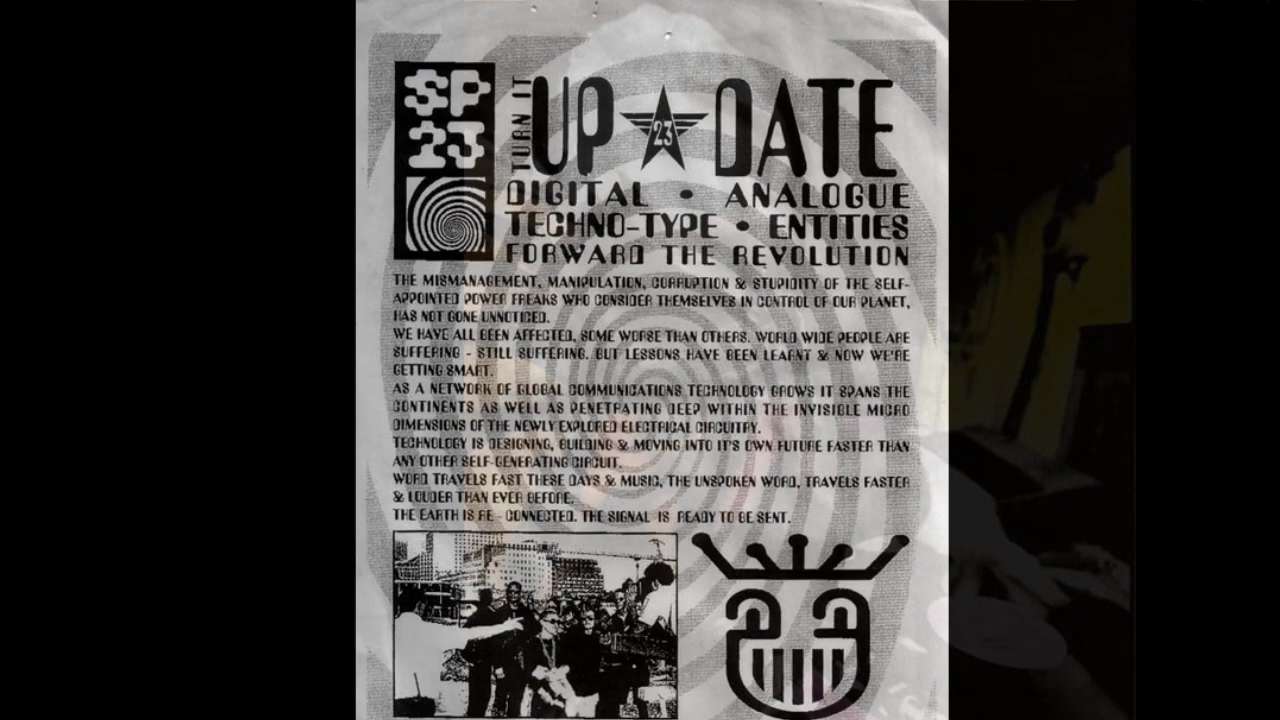 SP
23
TURN IT
UP 23 DATE
DIGITAL • ANALOGUE
TECHNO-TYPE • ENTITIES
FORWARD THE REVOLUTION
THE MISMANAGEMENT, MANIPULATION, CORRUPTION & STUPIDITY OF THE SELF-
APPOINTED POWER FREAKS WHO CONSIDER THEMSELVES IN CONTROL OF OUR PLANET,
HAS NOT GONE UNNOTICED.
WE HAVE ALL BEEN AFFECTED, SOME WORSE THAN OTHERS. WORLD WIDE PEOPLE ARE
SUFFERING - STILL SUFFERING. BUT LESSONS HAVE BEEN LEARNT & NOW WE'RE
GETTING SMART.
AS A NETWORK OF GLOBAL COMMUNICATIONS TECHNOLOGY GROWS IT SPANS THE
CONTINENTS AS WELL AS PENETRATING DEEP WITHIN THE INVISIBLE MICRO
DIMENSIONS OF THE NEWLY EXPLORED ELECTRICAL CIRCUITRY.
TECHNOLOGY IS DESIGNING, BUILDING & MOVING INTO IT'S OWN FUTURE FASTER THAN
ANY OTHER SELF-GENERATING CIRCUIT.
WORD TRAVELS FAST THESE DAYS & MUSIC, THE UNSPOKEN WORD, TRAVELS FASTER
& LOUDER THAN EVER BEFORE.
THE EARTH IS RE - CONNECTED. THE SIGNAL IS READY TO BE SENT.
23